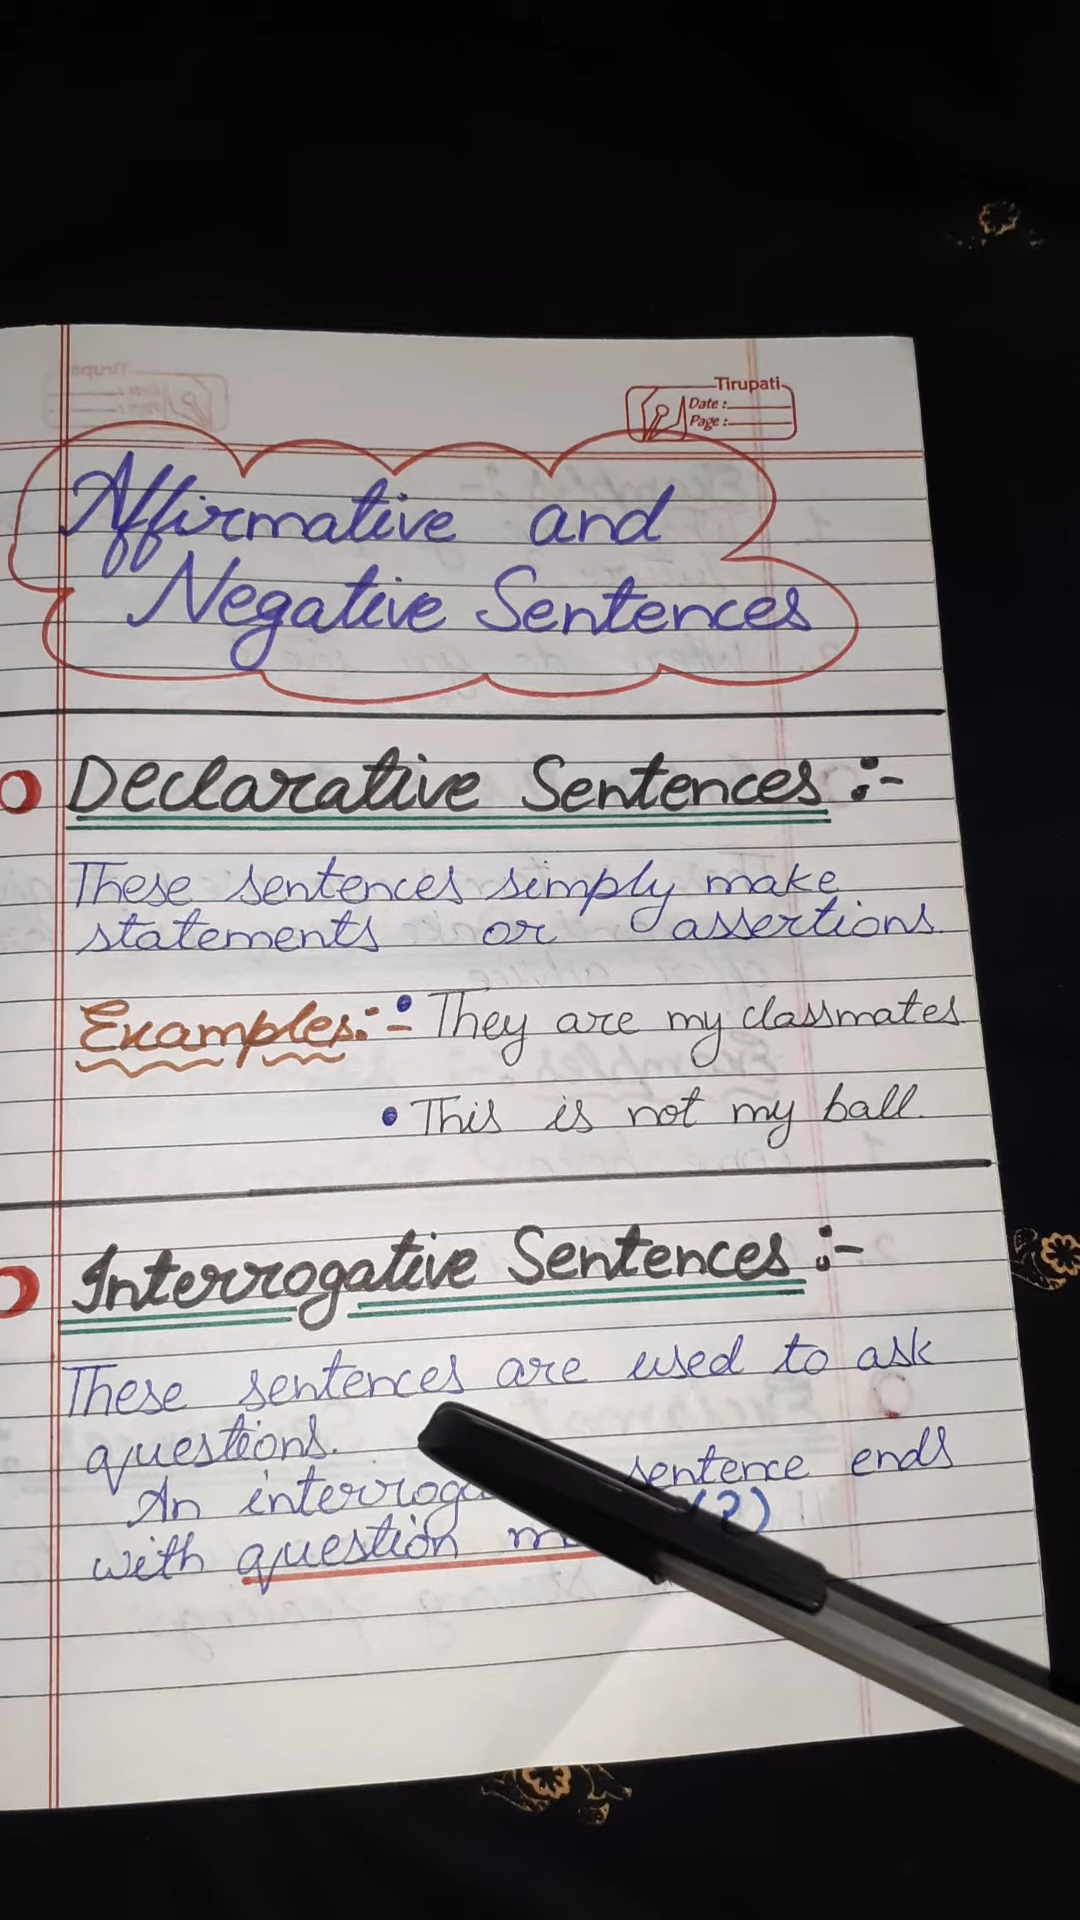 Tirupati
Date :
Page :
Affirmative and
Negative Sentences
Declarative Sentences :-
These sentences simply make
statements or assertions.
Examples :- • They are my classmates
• This is not my ball.
Interrogative Sentences :-
These sentences are used to ask
questions.
An sentence ends
with question (?)